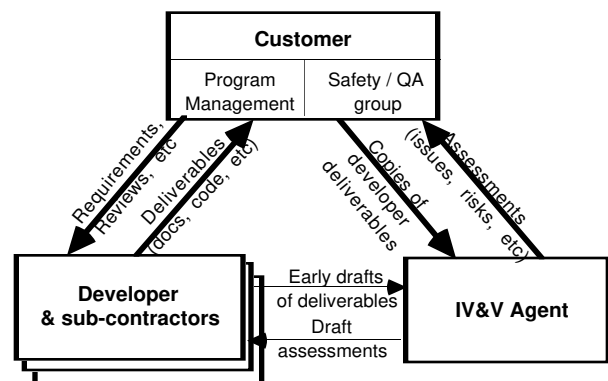 Customer
Program
Management
Safety / QA
group
Requirements,
Reviews, etc
Deliverables
(docs, code, etc)
Copies of
developer
deliverables
Assessments
(issues, risks, etc)
Developer
& sub-contractors
Early drafts
of deliverables
Draft
assessments
IV&V Agent